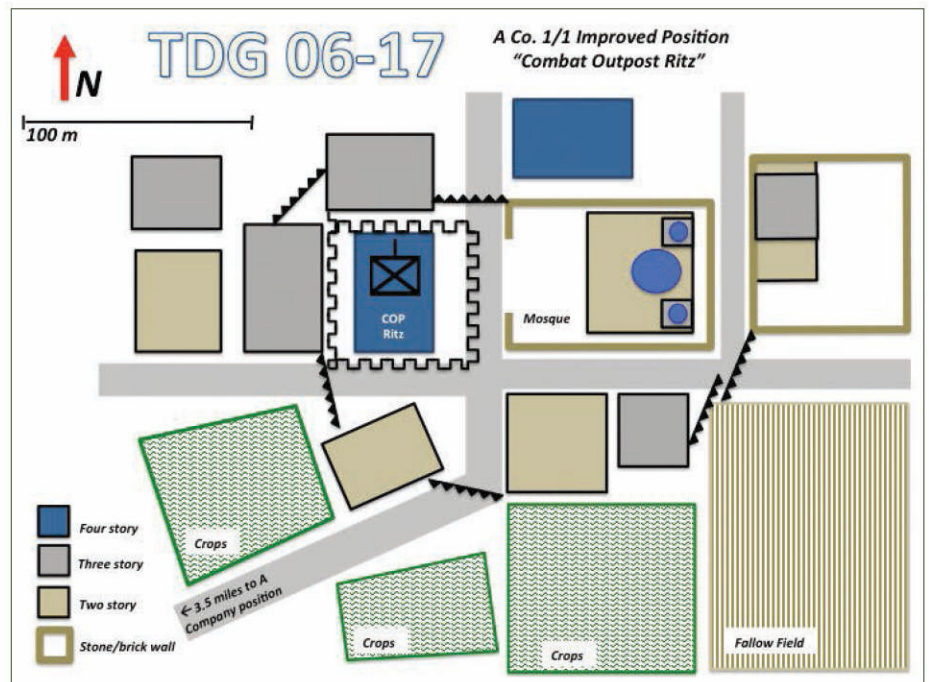 TDG 06-17
A Co. 1/1 Improved Position
“Combat Outpost Ritz”
N
100 m
COP
Ritz
Mosque
Crops
Four story
Three story
Two story
Stone/brick wall
← 3.5 miles to A
Company position
Crops
Crops
Fallow Field